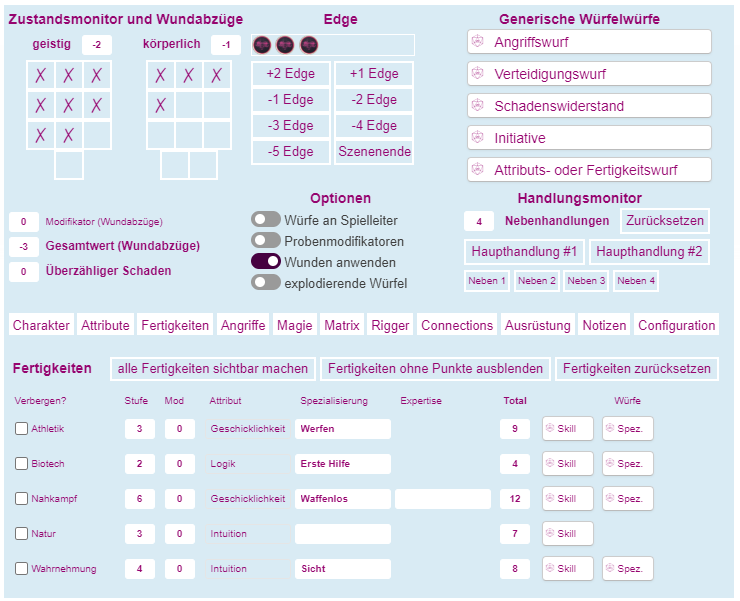 Zustandsmonitor und Wundabzüge
geistig -2 körperlich -1
X X X X X X
X X X X
X X
Edge
+2 Edge +1 Edge
-1 Edge -2 Edge
-3 Edge -4 Edge
-5 Edge Szenenende
Generische Würfelwürfe
Angriffswurf
Verteidigungswurf
Schadenswiderstand
Initiative
Attributs- oder Fertigkeitswurf
0 Modifikator (Wundabzüge)
-3 Gesamtwert (Wundabzüge)
0 Überzähliger Schaden
Optionen
Würfe an Spielleiter
Probenmodifikatoren
Wunden anwenden
explodierende Würfel
Handlungsmonitor
4 Nebenhandlungen Zurücksetzen
Haupthandlung #1 Haupthandlung #2
Neben 1 Neben 2 Neben 3 Neben 4
Charakter Attribute Fertigkeiten Angriffe Magie Matrix Rigger Connections Ausrüstung Notizen Configuration
Fertigkeiten alle Fertigkeiten sichtbar machen Fertigkeiten ohne Punkte ausblenden Fertigkeiten zurücksetzen
Verbergen? Stufe Mod Attribut Spezialisierung Expertise Total Würfe
Athletik 3 0 Geschicklichkeit Werfen 9 Skill Spez.
Biotech 2 0 Logik Erste Hilfe 4 Skill Spez.
Nahkampf 6 0 Geschicklichkeit Waffenlos 12 Skill Spez.
Natur 3 0 Intuition 7 Skill
Wahrnehmung 4 0 Intuition Sicht 8 Skill Spez.